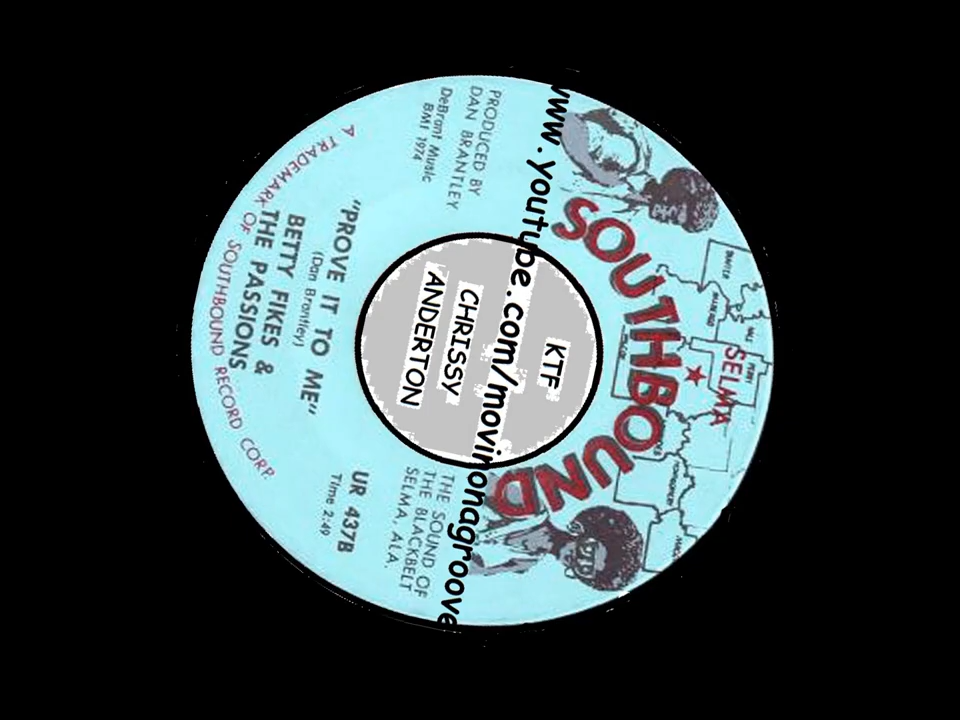 SOUTHBOUND
SELMA
PRODUCED BY
DAN BRANTLEY
DeBrant Music
BMI 1974
THE SOUND OF
THE BLACKBELT
SELMA, ALA.
UR 437B
Time 2:49
"PROVE IT TO ME"
(Dan Brantley)
BETTY FIKES &
THE PASSIONS
A TRADEMARK OF SOUTHBOUND RECORD CORP.
KTF
CHRISSY
ANDERTON
www.youtube.com/movinonagroove